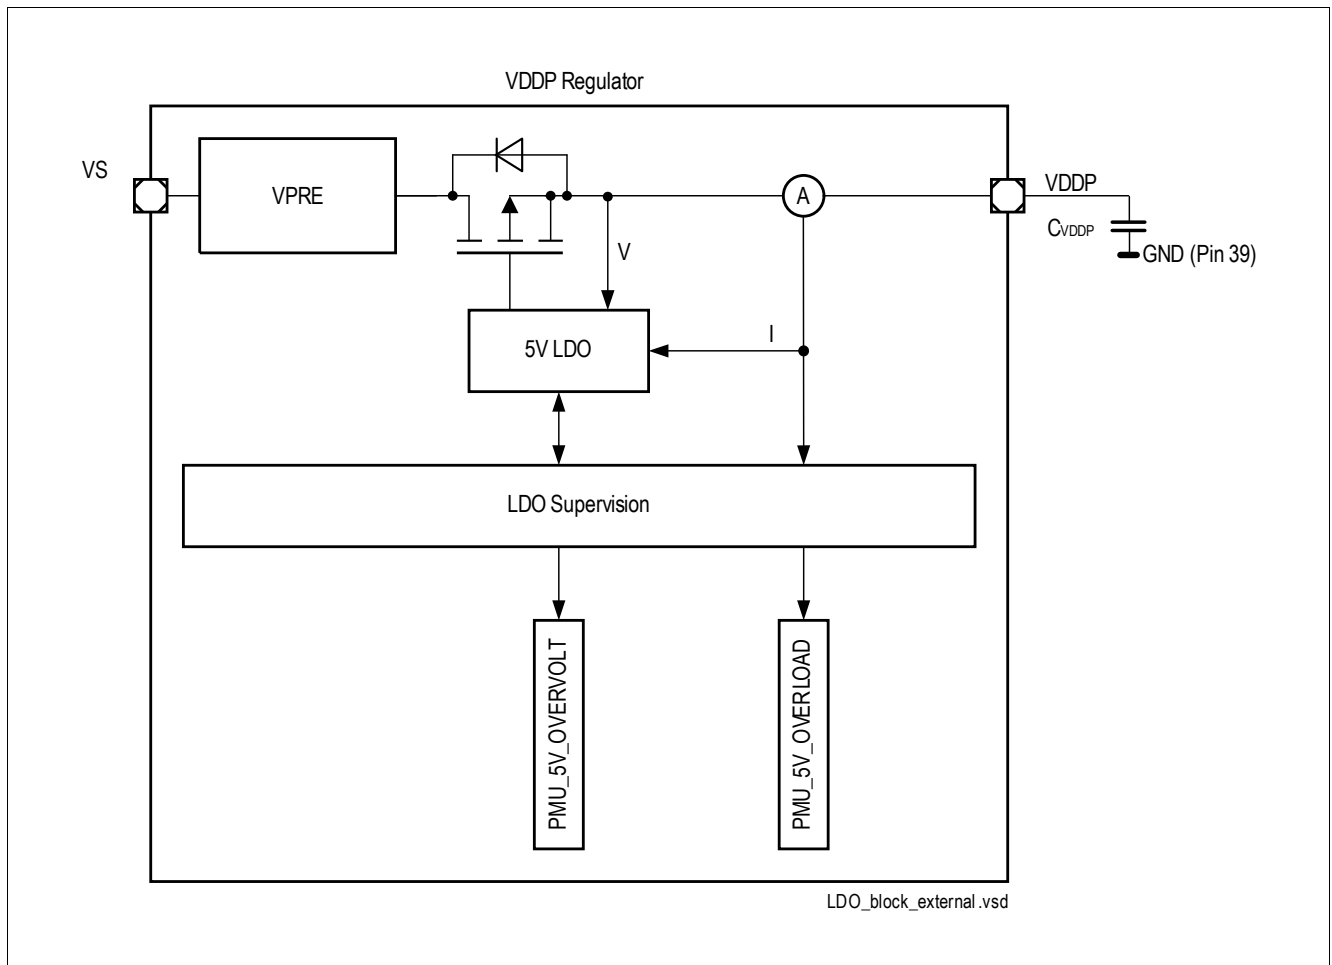 VDDP Regulator
VS
VPRE
VDDP
A
CVDDP
GND (Pin 39)
V
I
5V LDO
LDO Supervision
PMU_5V_OVERVOLT
PMU_5V_OVERLOAD
LDO_block_external.vsd